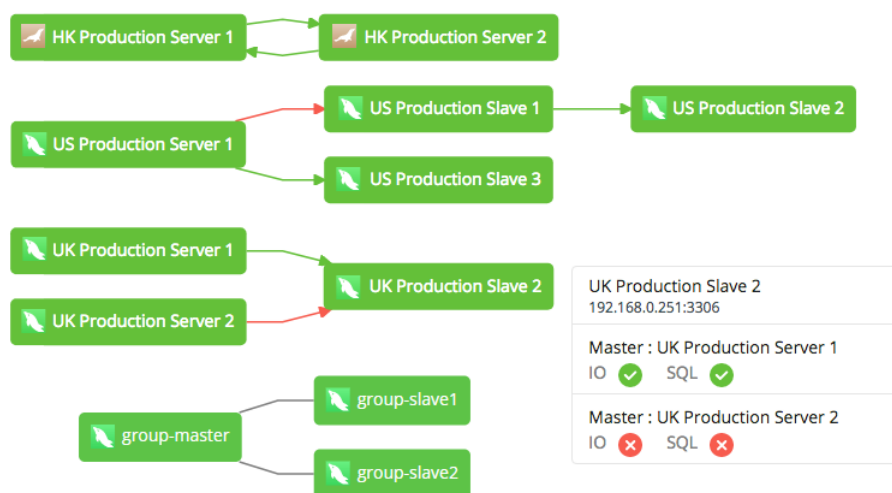 HK Production Server 1
HK Production Server 2
US Production Slave 1
US Production Slave 2
US Production Server 1
US Production Slave 3
UK Production Server 1
UK Production Slave 2
UK Production Server 2
UK Production Slave 2
192.168.0.251:3306
Master : UK Production Server 1
IO SQL
Master : UK Production Server 2
IO SQL
group-slave1
group-master
group-slave2